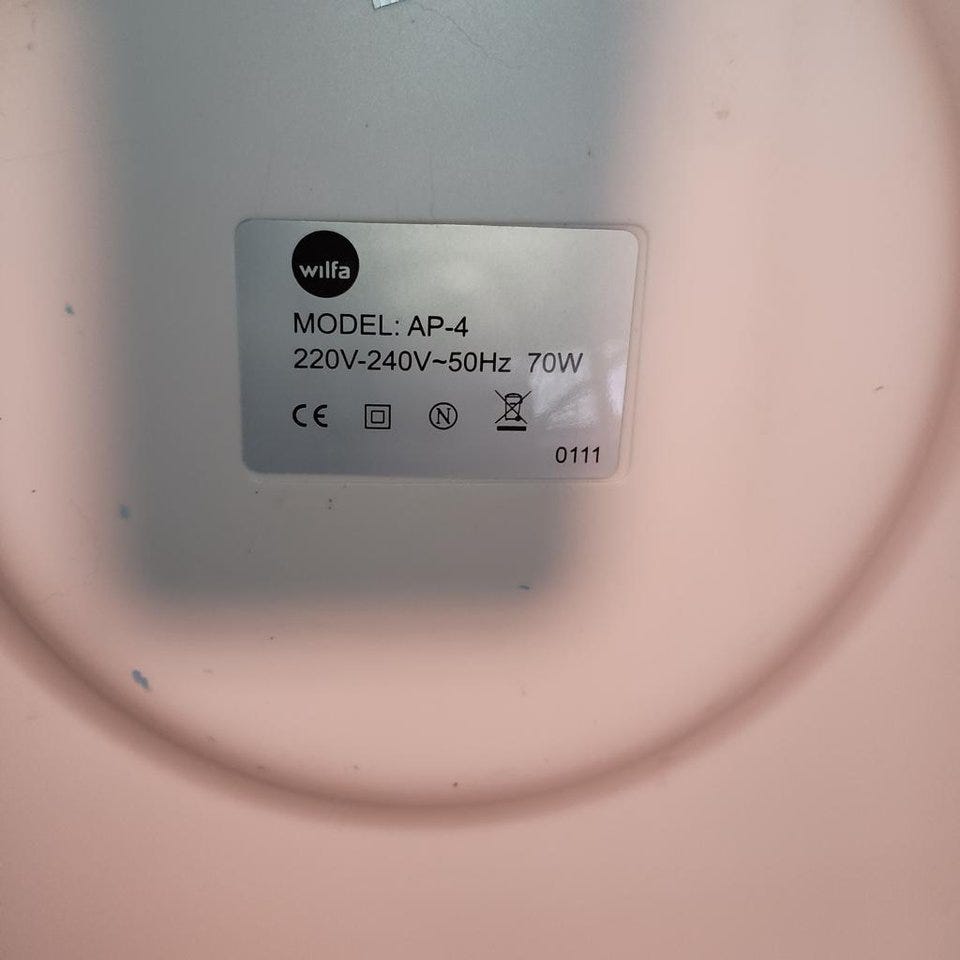 wilfa
MODEL: AP-4
220V-240V~50Hz 70W
CE N
0111